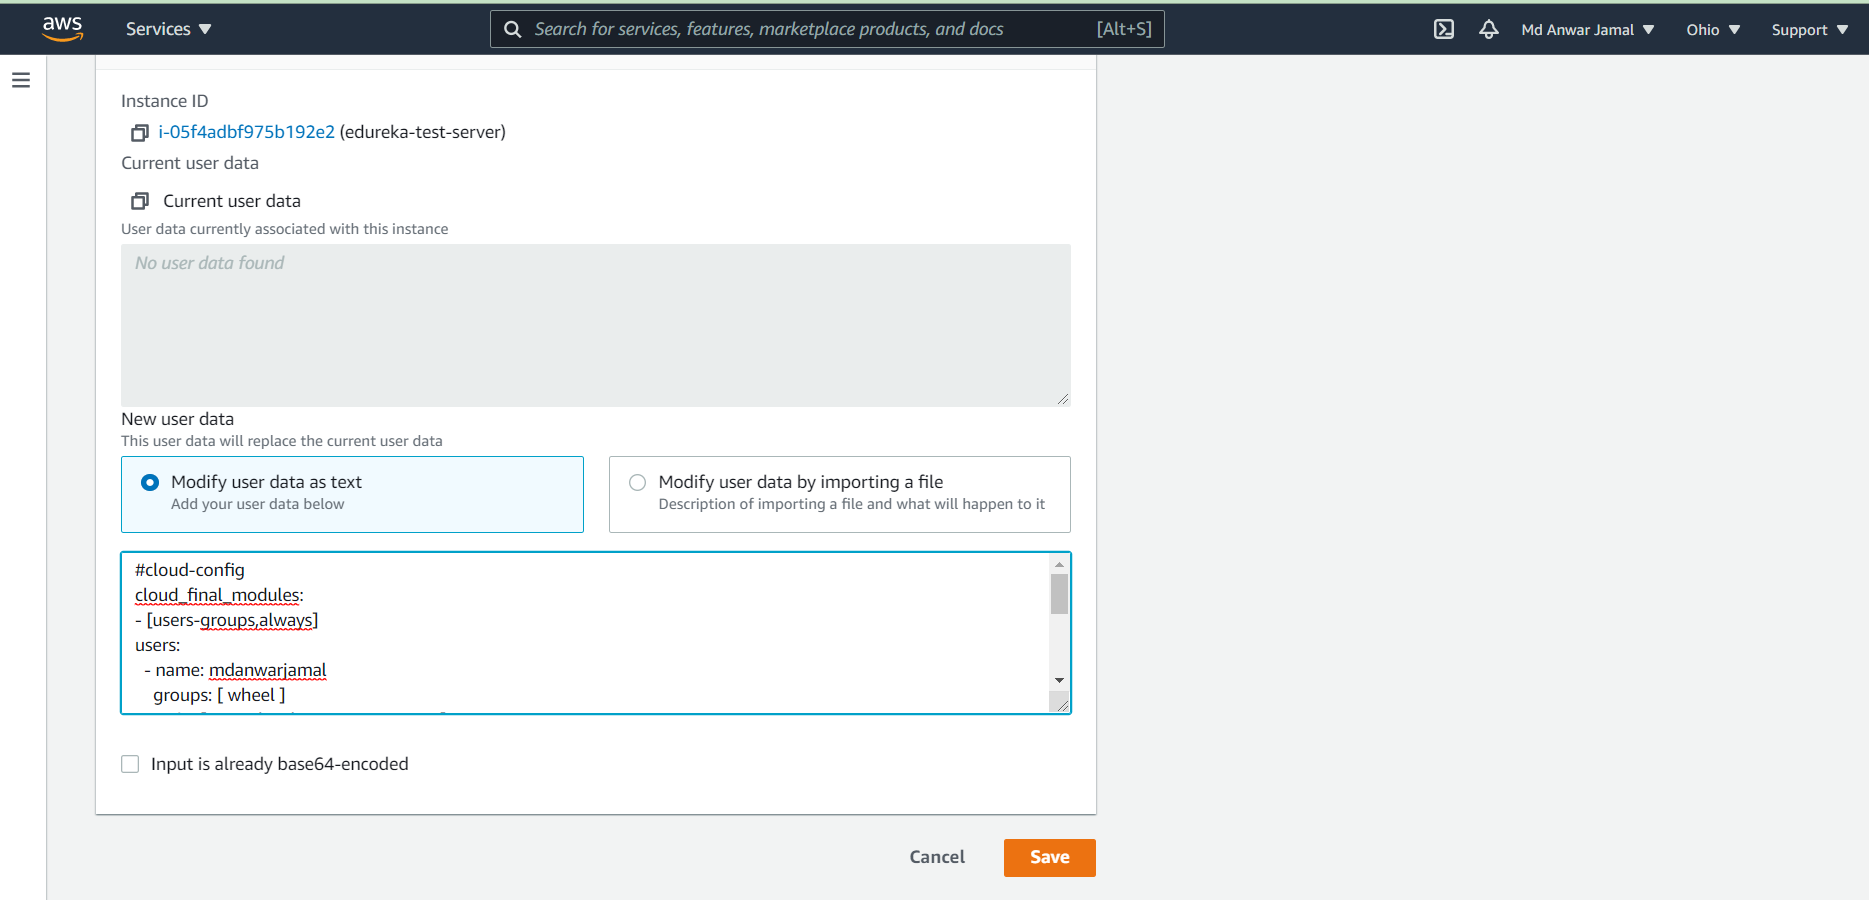 aws Services Search for services, features, marketplace products, and docs [Alt+S] Md Anwar Jamal Ohio Support
Instance ID
i-05f4adbf975b192e2 (edureka-test-server)
Current user data
Current user data
User data currently associated with this instance
No user data found
New user data
This user data will replace the current user data
Modify user data as text
Add your user data below
Modify user data by importing a file
Description of importing a file and what will happen to it
#cloud-config
cloud_final_modules:
- [users-groups,always]
users:
  - name: mdanwarjamal
    groups: [ wheel ]
Input is already base64-encoded
Cancel Save